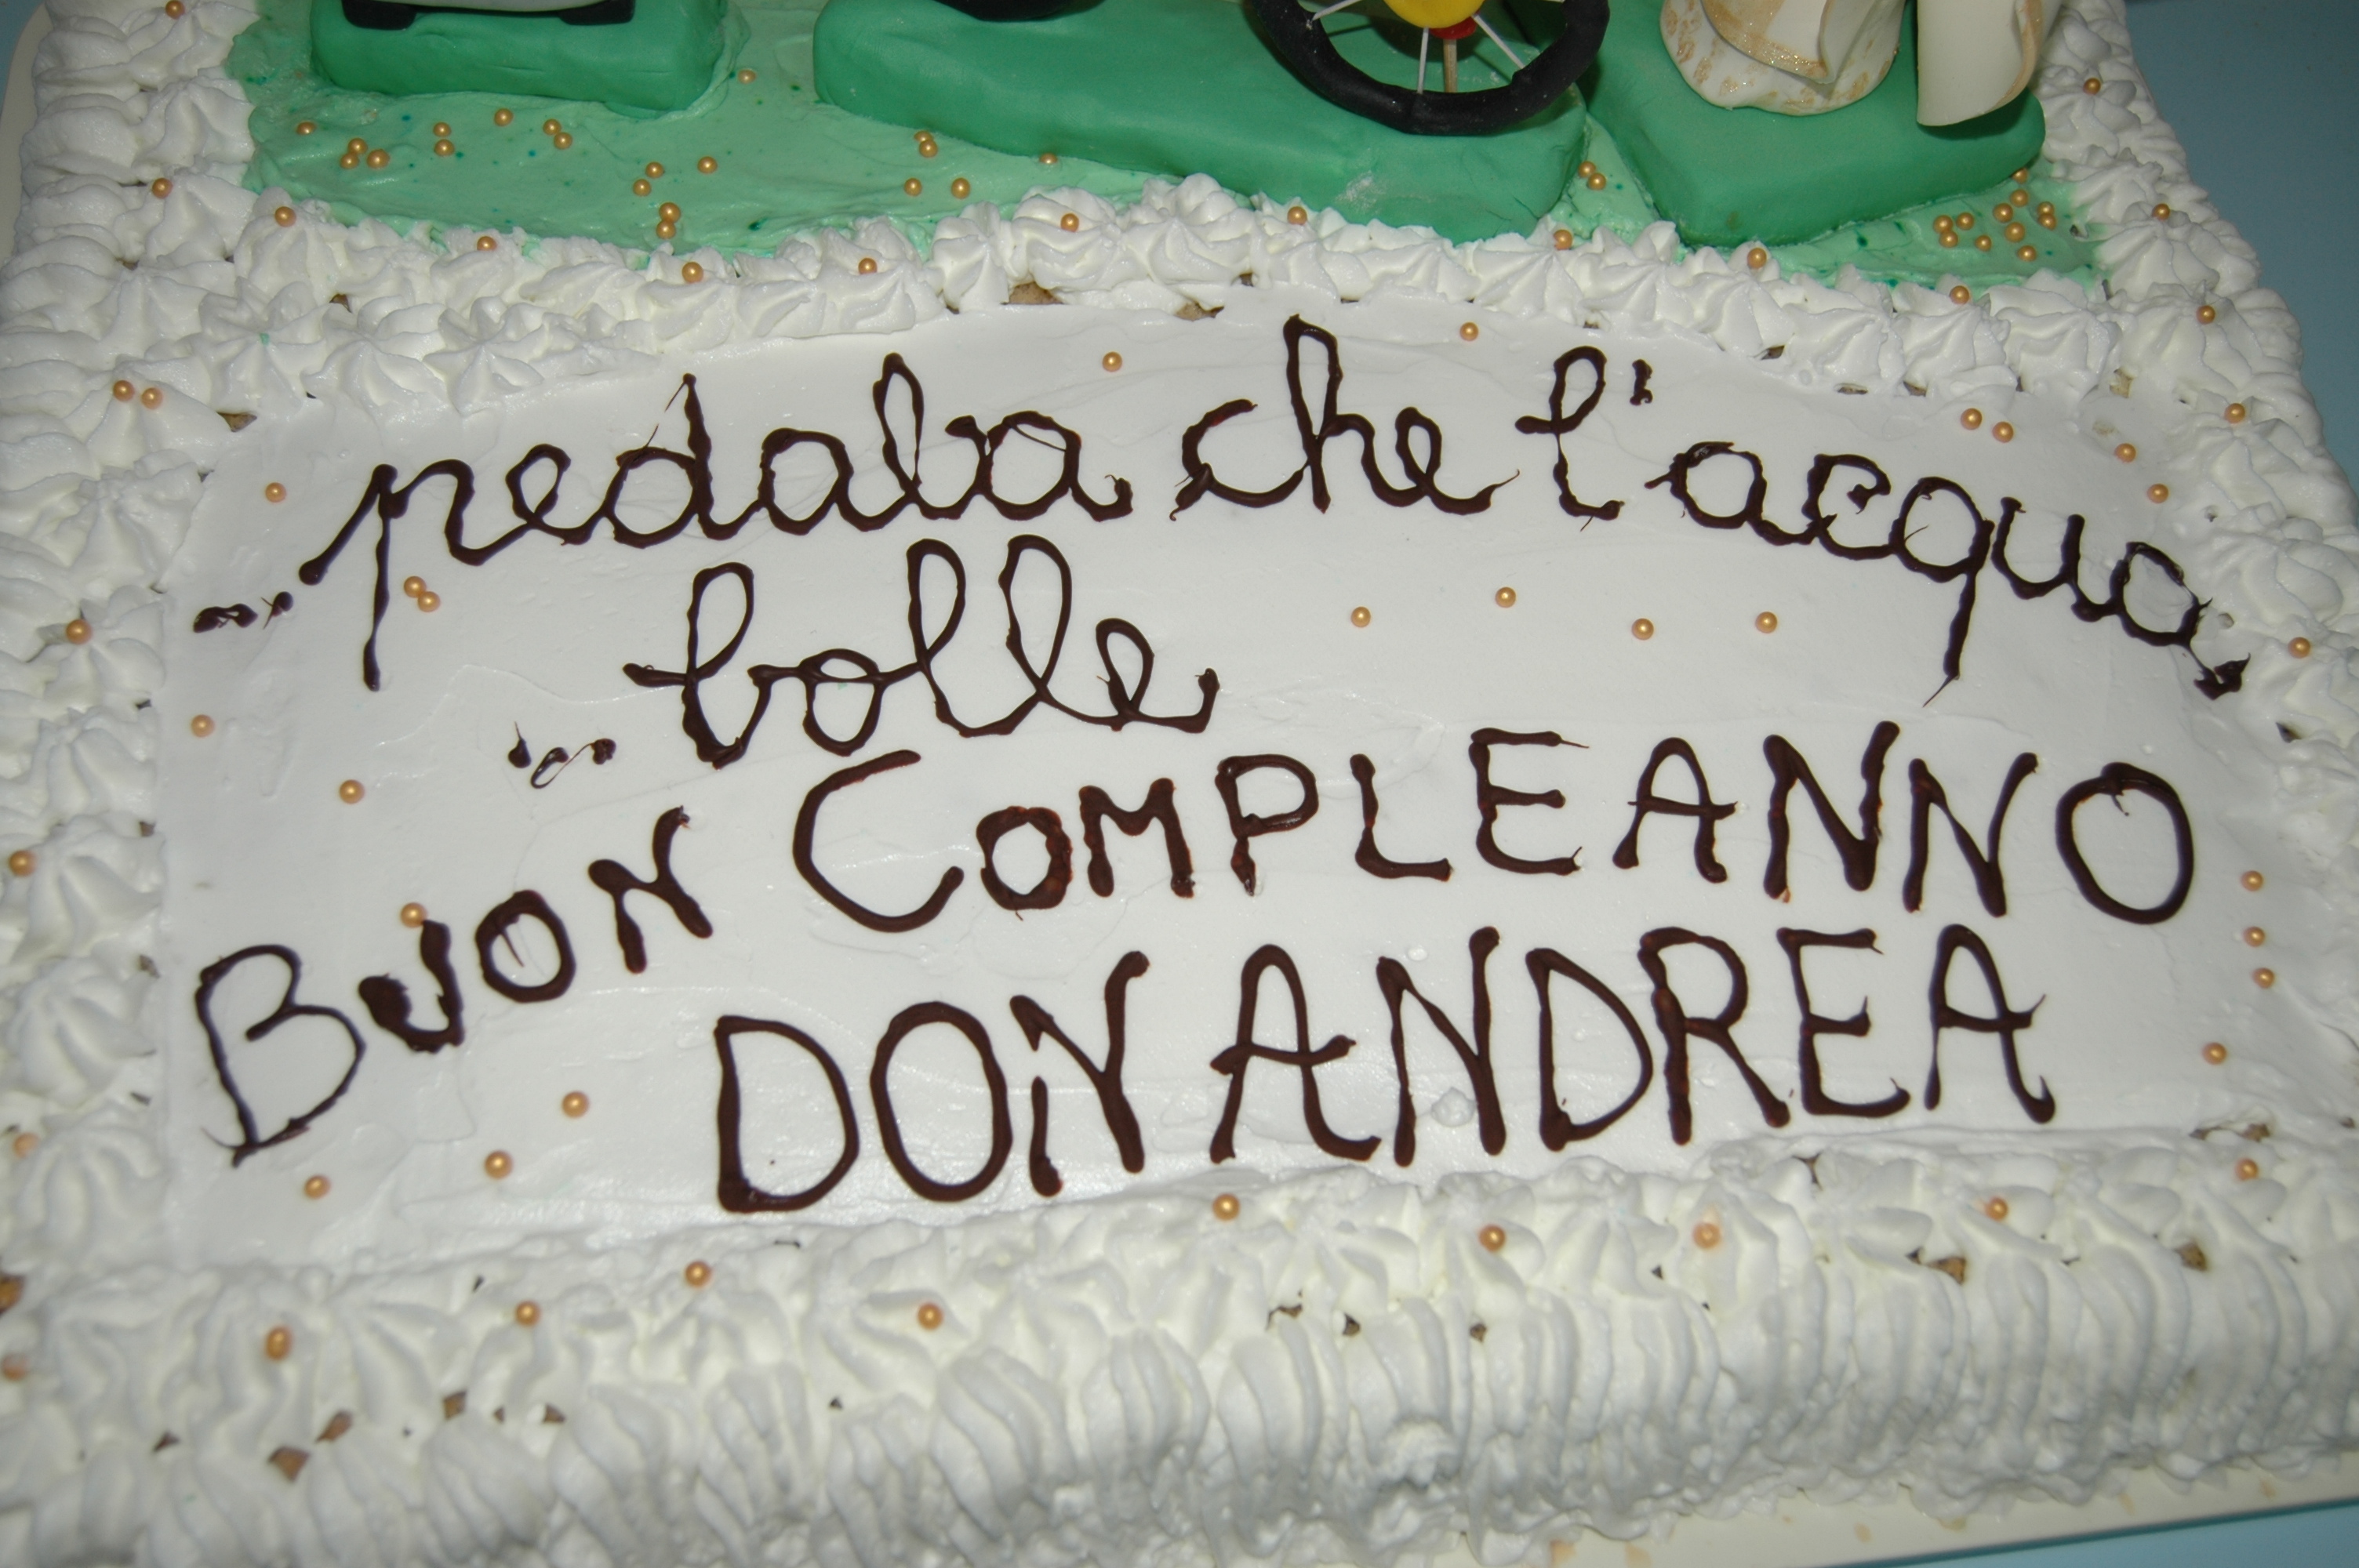 ...pedala che l'acqua
... bolle
BUON COMPLEANNO
DON ANDREA